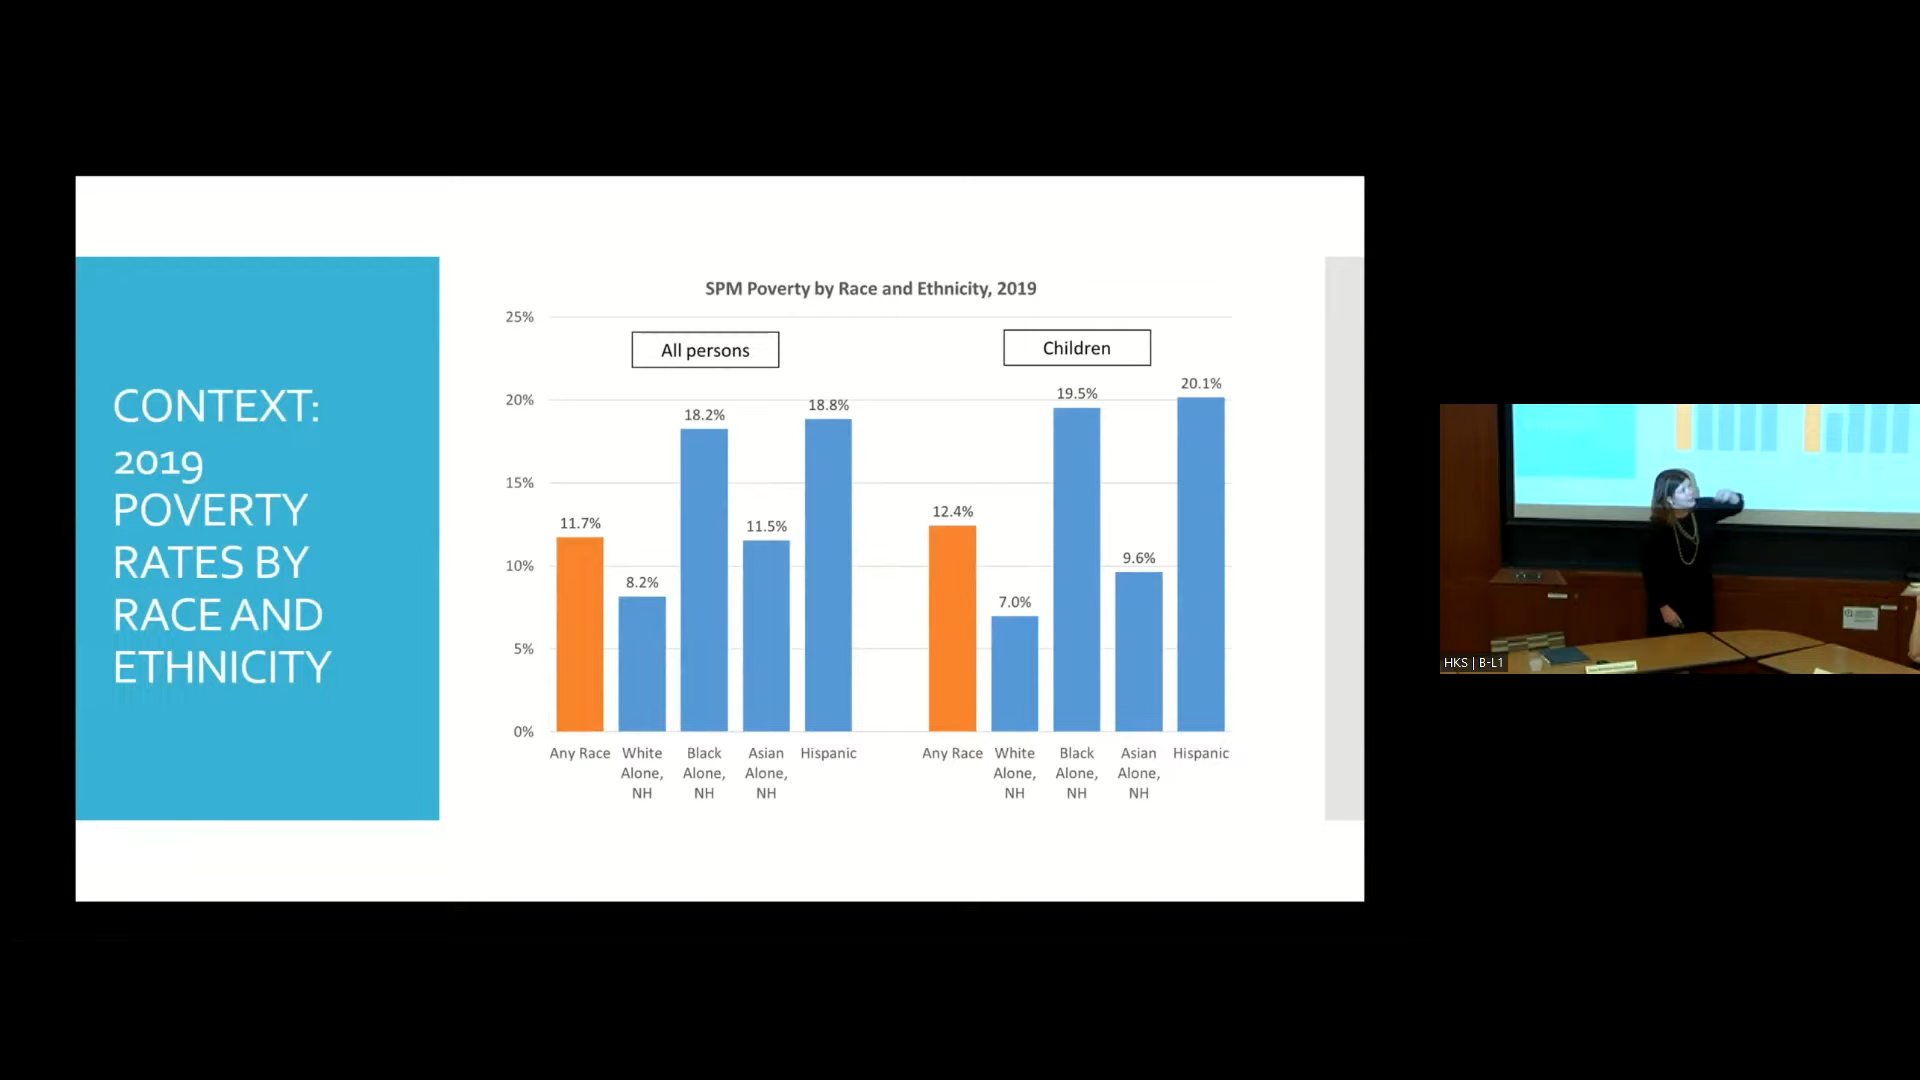 CONTEXT:
2019
POVERTY
RATES BY
RACE AND
ETHNICITY
SPM Poverty by Race and Ethnicity, 2019
All persons
Children
25%
20%
15%
10%
5%
0%
11.7%
8.2%
18.2%
11.5%
18.8%
12.4%
7.0%
19.5%
9.6%
20.1%
Any Race
White
Alone,
NH
Black
Alone,
NH
Asian
Alone,
NH
Hispanic
Any Race
White
Alone,
NH
Black
Alone,
NH
Asian
Alone,
NH
Hispanic
HKS | B-L1